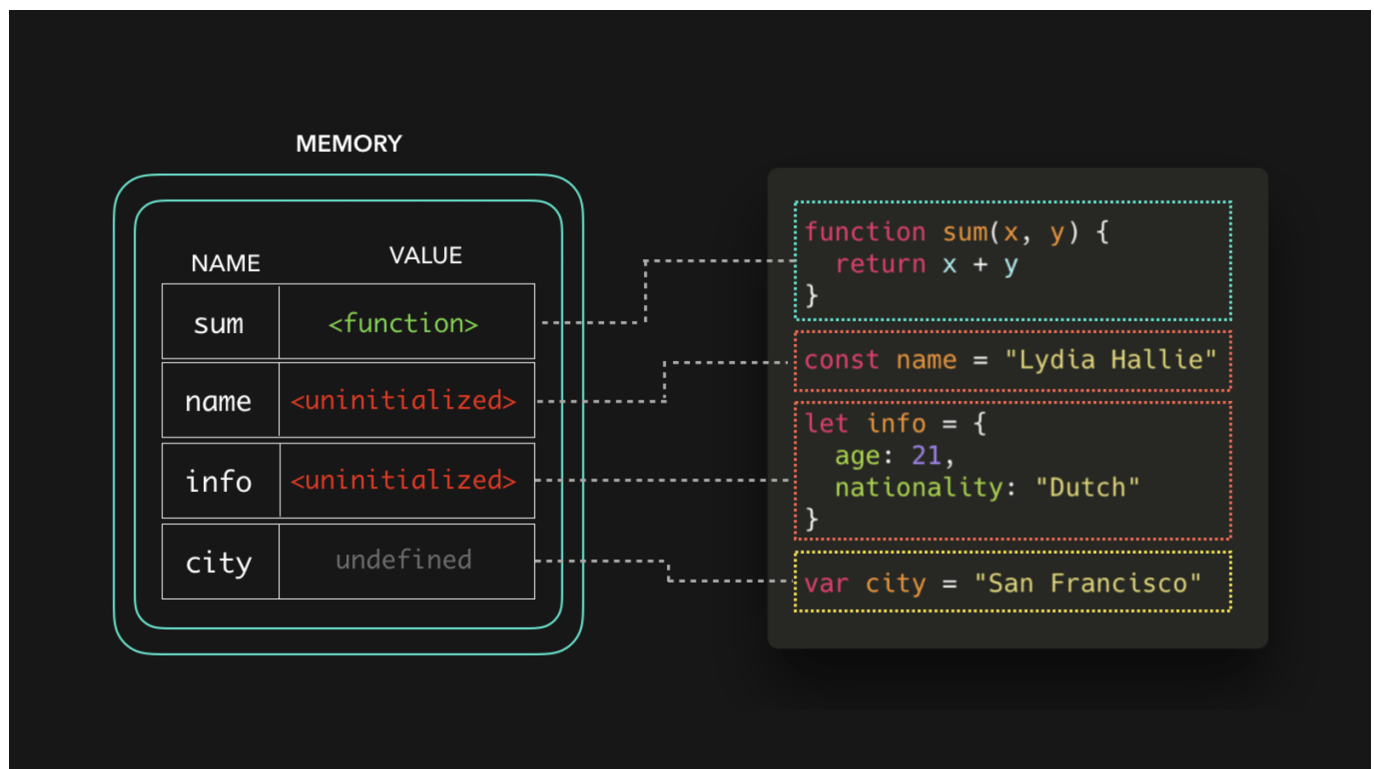 MEMORY
NAME VALUE
sum <function>
name <uninitialized>
info <uninitialized>
city undefined
function sum(x, y) {
  return x + y
}
const name = "Lydia Hallie"
let info = {
  age: 21,
  nationality: "Dutch"
}
var city = "San Francisco"